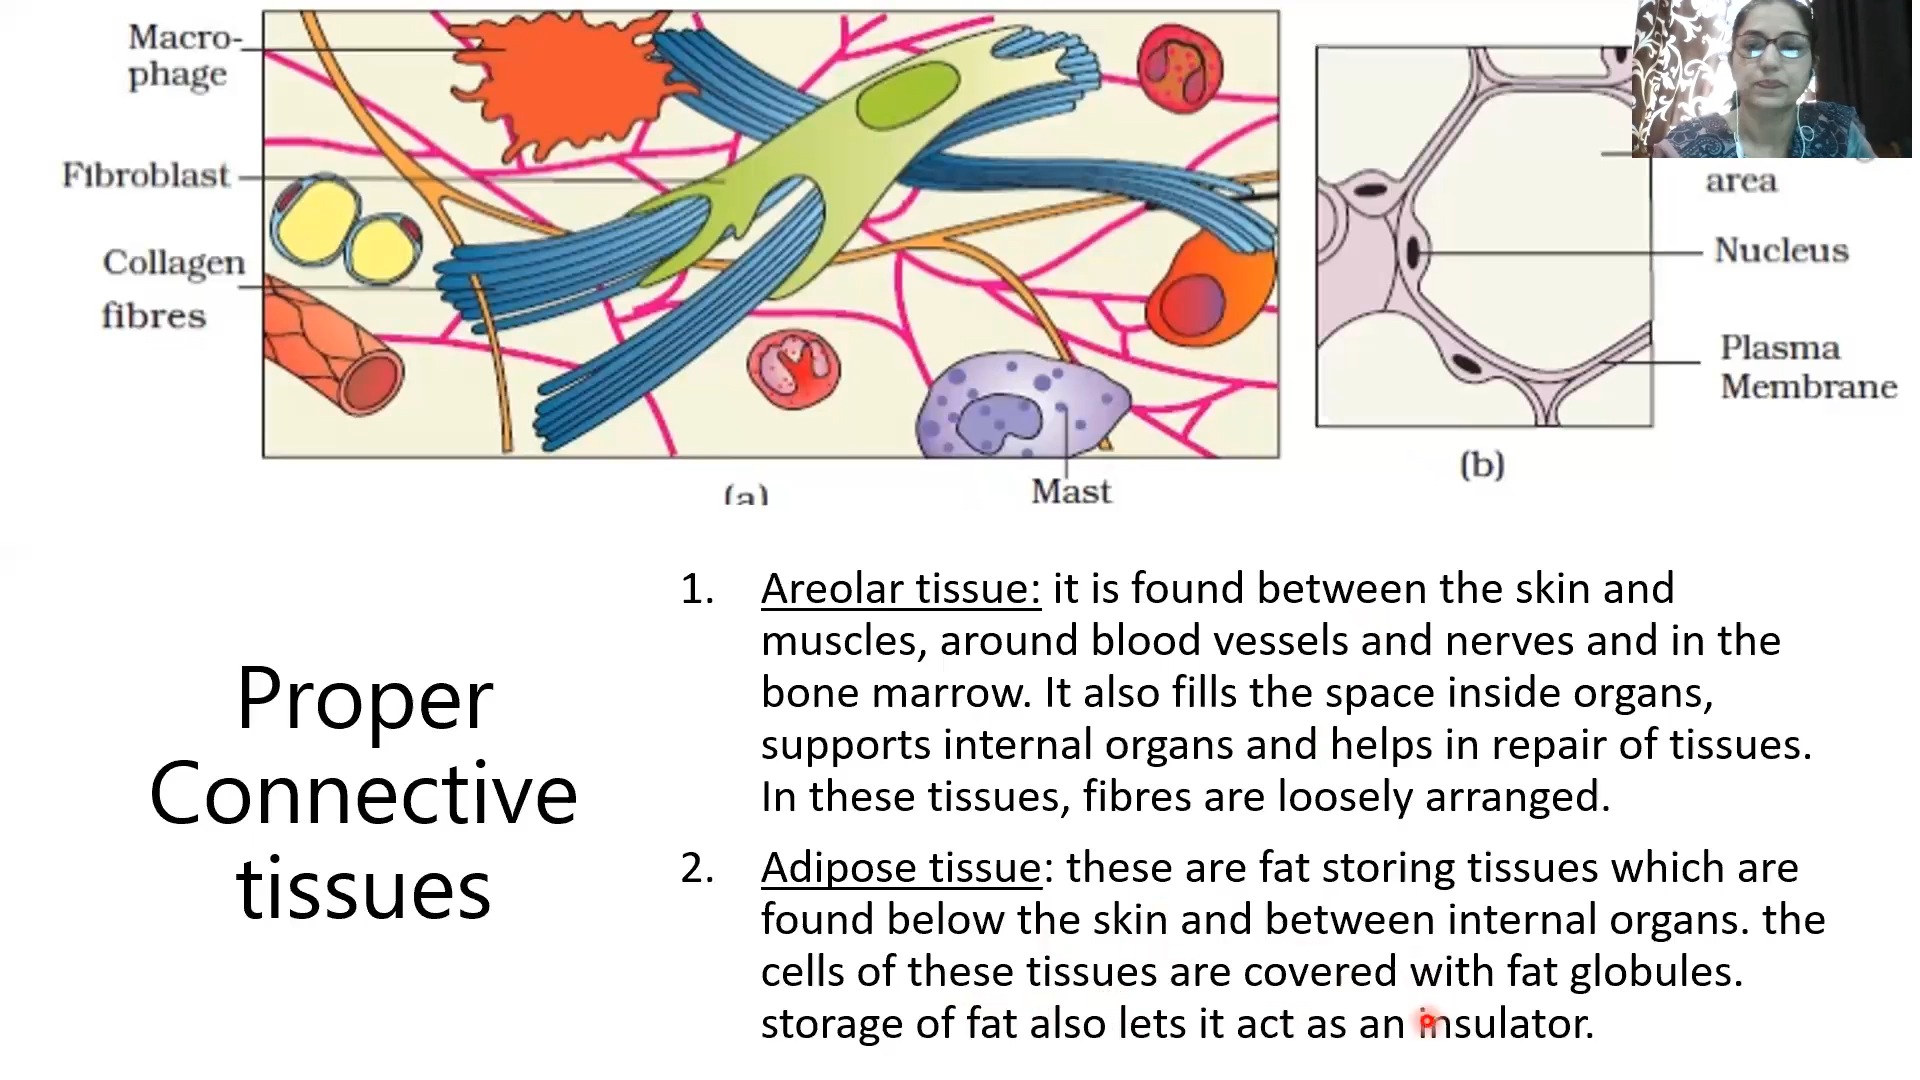 Macro-
phage
Fibroblast
Collagen
fibres
(a)
Mast
area
Nucleus
Plasma
Membrane
(b)
Proper
Connective
tissues
1. Areolar tissue: it is found between the skin and
muscles, around blood vessels and nerves and in the
bone marrow. It also fills the space inside organs,
supports internal organs and helps in repair of tissues.
In these tissues, fibres are loosely arranged.
2. Adipose tissue: these are fat storing tissues which are
found below the skin and between internal organs. the
cells of these tissues are covered with fat globules.
storage of fat also lets it act as an insulator.